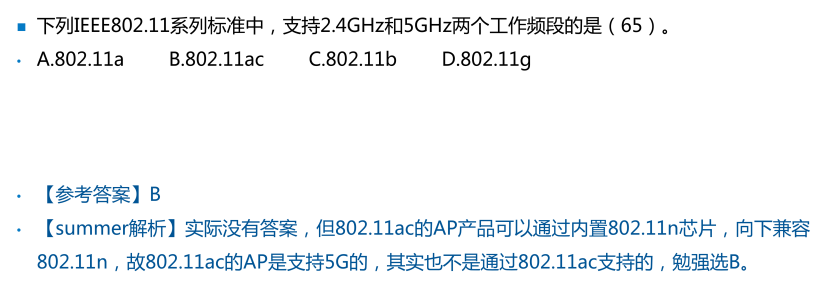 ▪ 下列IEEE802.11系列标准中，支持2.4GHz和5GHz两个工作频段的是（65）。
• A.802.11a B.802.11ac C.802.11b D.802.11g
• 【参考答案】B
• 【summer解析】实际没有答案，但802.11ac的AP产品可以通过内置802.11n芯片，向下兼容
802.11n，故802.11ac的AP是支持5G的，其实也不是通过802.11ac支持的，勉强选B。